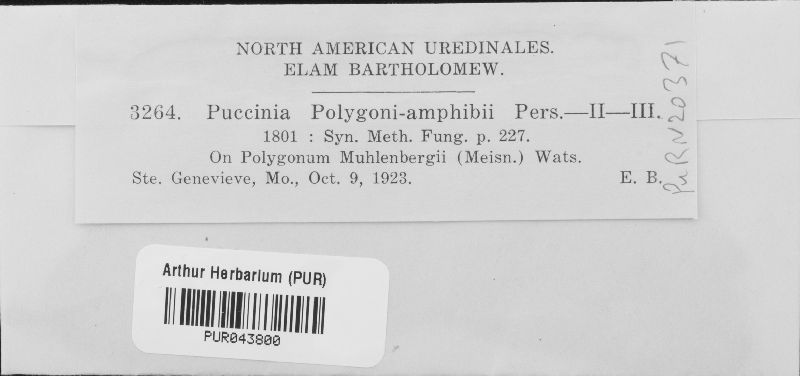 NORTH AMERICAN UREDINALES.
ELAM BARTHOLOMEW.
3264. Puccinia Polygoni-amphibii Pers.—II—III.
1801 : Syn. Meth. Fung. p. 227.
On Polygonum Muhlenbergii (Meisn.) Wats.
Ste. Genevieve, Mo., Oct. 9, 1923. E. B.
PuR N20371
Arthur Herbarium (PUR)
PUR043800